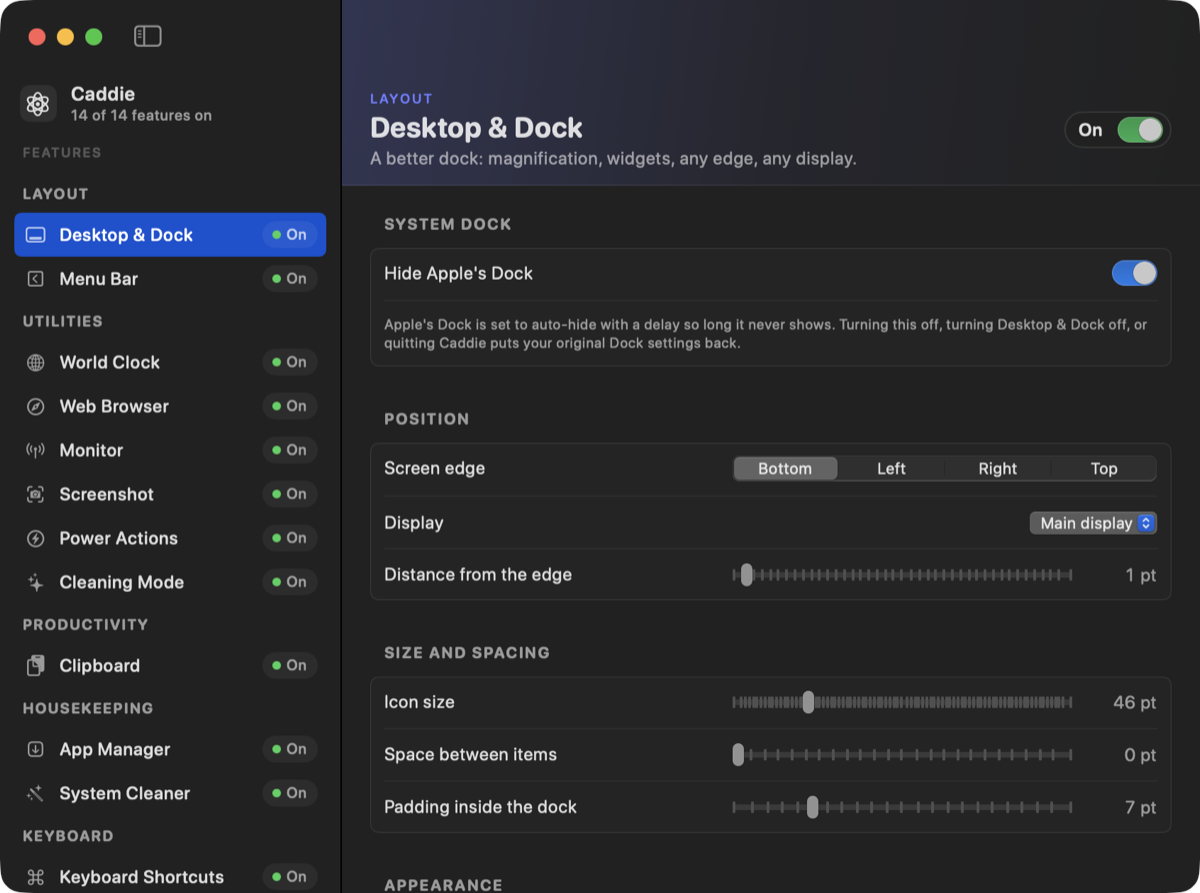 Caddie
14 of 14 features on
FEATURES
LAYOUT
Desktop & Dock On
Menu Bar On
UTILITIES
World Clock On
Web Browser On
Monitor On
Screenshot On
Power Actions On
Cleaning Mode On
PRODUCTIVITY
Clipboard On
HOUSEKEEPING
App Manager On
System Cleaner On
KEYBOARD
Keyboard Shortcuts On
LAYOUT
Desktop & Dock
On
A better dock: magnification, widgets, any edge, any display.
SYSTEM DOCK
Hide Apple's Dock
Apple's Dock is set to auto-hide with a delay so long it never shows. Turning this off, turning Desktop & Dock off, or
quitting Caddie puts your original Dock settings back.
POSITION
Screen edge Bottom Left Right Top
Display Main display
Distance from the edge 1 pt
SIZE AND SPACING
Icon size 46 pt
Space between items 0 pt
Padding inside the dock 7 pt
APPEARANCE